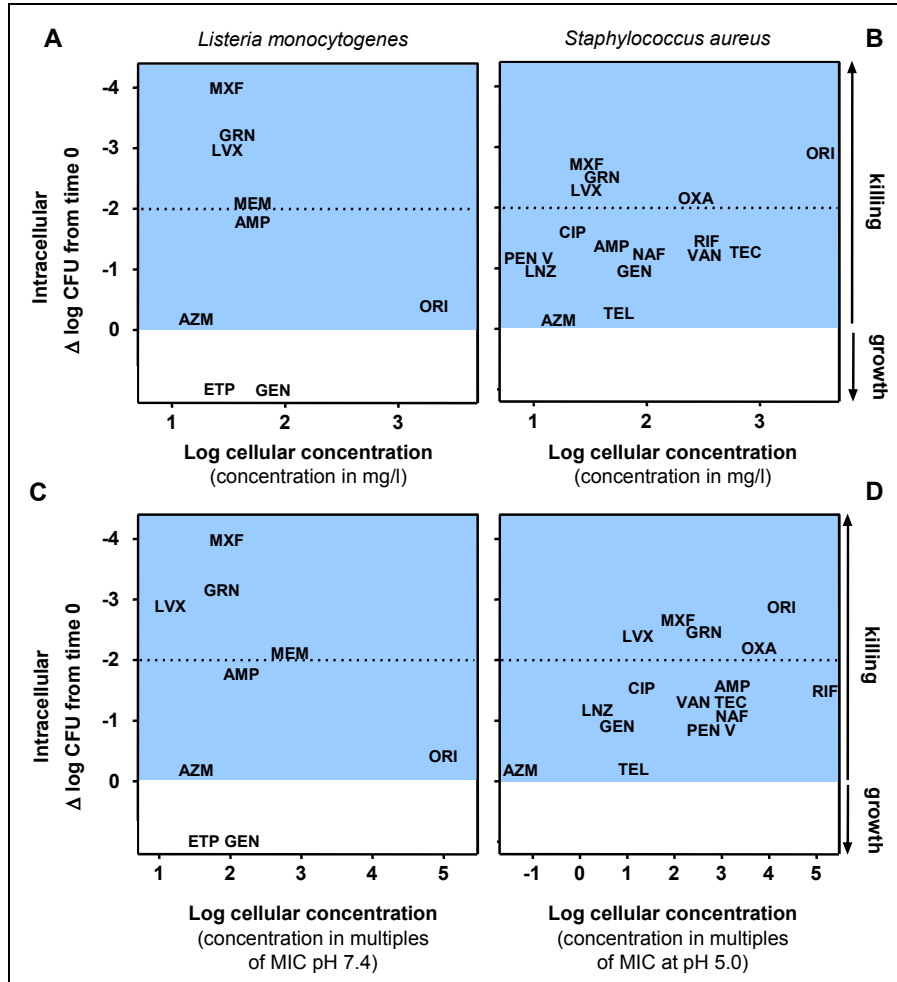 A
Listeria monocytogenes
Staphylococcus aureus
B
Intracellular
Δ log CFU from time 0
-4
-3
-2
-1
0
MXF
GRN
LVX
MEM
AMP
ORI
AZM
ETP GEN
1 2 3
Log cellular concentration
(concentration in mg/l)
ORI
MXF
GRN
LVX
OXA
CIP
RIF
AMP
NAF
VAN
TEC
PEN V
LNZ
GEN
TEL
AZM
1 2 3
Log cellular concentration
(concentration in mg/l)
killing
growth
C
D
Intracellular
Δ log CFU from time 0
-4
-3
-2
-1
0
MXF
GRN
LVX
MEM
AMP
ORI
AZM
ETP GEN
1 2 3 4 5
Log cellular concentration
(concentration in multiples
of MIC pH 7.4)
ORI
MXF
GRN
LVX
OXA
CIP
AMP
RIF
VAN TEC
LNZ
NAF
GEN
PEN V
AZM
TEL
-1 0 1 2 3 4 5
Log cellular concentration
(concentration in multiples
of MIC at pH 5.0)
killing
growth